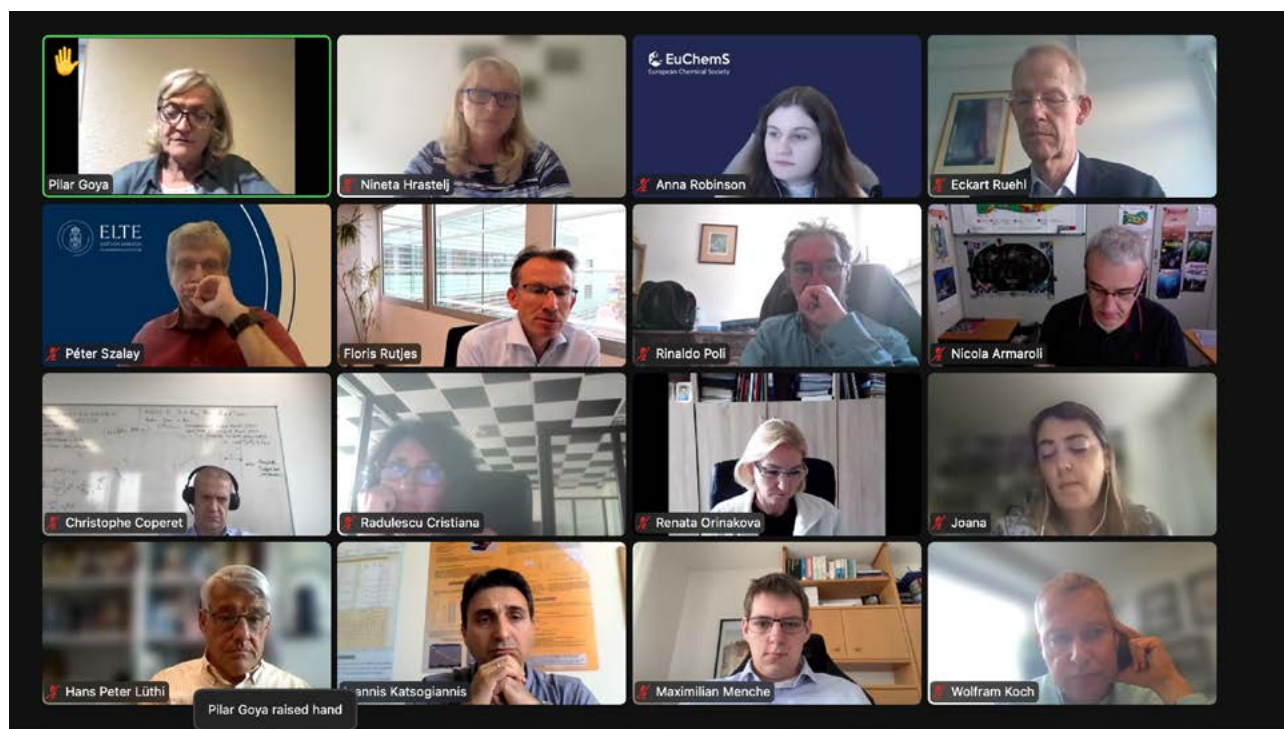 EuChemS
European Chemical Society
Pilar Goya
Nineta Hrastelj
Anna Robinson
Eckart Ruehl
ELTE
Péter Szalay
Floris Rutjes
Rinaldo Poli
Nicola Armaroli
Christophe Coperet
Radulescu Cristiana
Renata Orinakova
Joana
Hans Peter Lüthi
Ioannis Katsogiannis
Maximilian Menche
Wolfram Koch
Pilar Goya raised hand